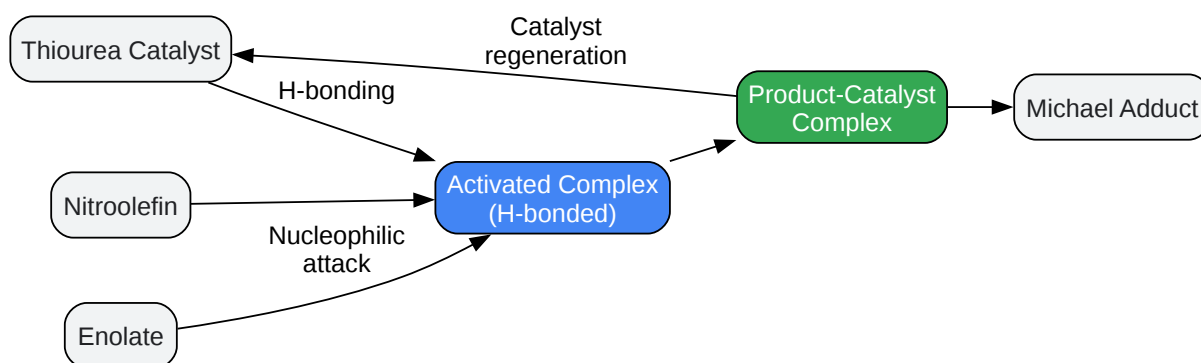 Catalyst
regeneration
Thiourea Catalyst
H-bonding
Product-Catalyst
Complex
Michael Adduct
Activated Complex
(H-bonded)
Nitroolefin
Nucleophilic
attack
Enolate